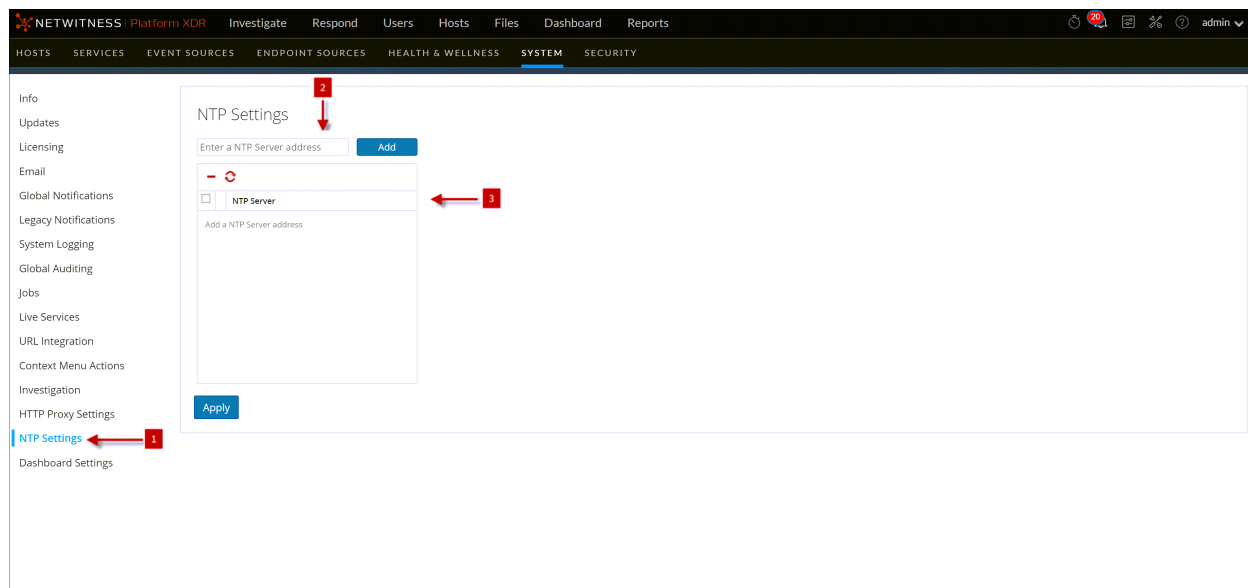 NETWITNESS Platform XDR Investigate Respond Users Hosts Files Dashboard Reports 20 admin
HOSTS SERVICES EVENT SOURCES ENDPOINT SOURCES HEALTH & WELLNESS SYSTEM SECURITY
Info
Updates
Licensing
Email
Global Notifications
Legacy Notifications
System Logging
Global Auditing
Jobs
Live Services
URL Integration
Context Menu Actions
Investigation
HTTP Proxy Settings
NTP Settings
1
Dashboard Settings
2
NTP Settings
Enter a NTP Server address Add
NTP Server
3
Add a NTP Server address
Apply